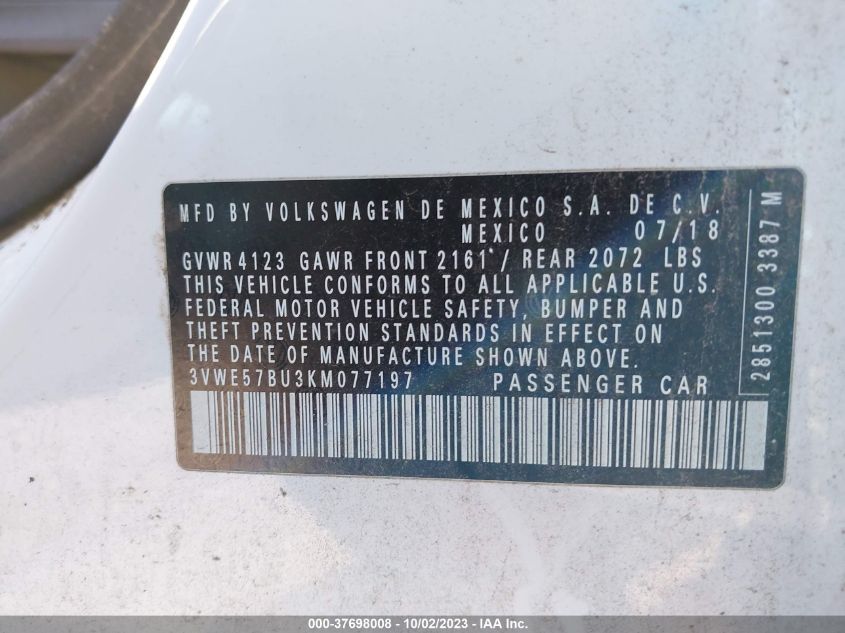 MFD BY VOLKSWAGEN DE MEXICO S.A. DE C.V.
MEXICO 07/18
GVWR 4123 GAWR FRONT 2161*/ REAR 2072 LBS
THIS VEHICLE CONFORMS TO ALL APPLICABLE U.S.
FEDERAL MOTOR VEHICLE SAFETY, BUMPER AND
THEFT PREVENTION STANDARDS IN EFFECT ON
THE DATE OF MANUFACTURE SHOWN ABOVE.
3VWE57BU3KM077197 PASSENGER CAR
2851300 3387 M
000-37698008 - 10/02/2023 - IAA Inc.